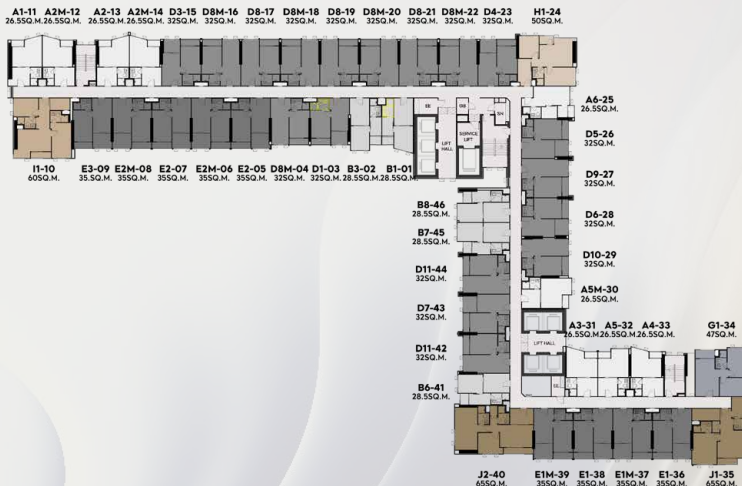 A1-11 A2M-12 A2-13 A2M-14 D3-15 D8M-16 D8-17 D8M-18 D8-19 D8M-20 D8-21 D8M-22 D4-23 H1-24
26.5SQ.M. 26.5SQ.M. 26.5SQ.M. 26.5SQ.M. 32SQ.M. 32SQ.M. 32SQ.M. 32SQ.M. 32SQ.M. 32SQ.M. 32SQ.M. 32SQ.M. 32SQ.M. 50SQ.M.
A6-25
26.5SQ.M.
SERVICE
LIFT
LIFT
HALL
D5-26
32SQ.M.
I1-10 E3-09 E2M-08 E2-07 E2M-06 E2-05 D8M-04 D1-03 B3-02 B1-01
60SQ.M. 35.SQ.M. 35SQ.M. 35SQ.M. 35SQ.M. 35SQ.M. 32SQ.M. 32SQ.M. 28.5SQ.M. 28.5SQ.M.
D9-27
32SQ.M.
B8-46
28.5SQ.M.
D6-28
32SQ.M.
B7-45
28.5SQ.M.
D10-29
32SQ.M.
D11-44
32SQ.M.
A5M-30
26.5SQ.M.
D7-43
32SQ.M.
A3-31 A5-32 A4-33 G1-34
26.5SQ.M. 26.5SQ.M. 26.5SQ.M. 47SQ.M.
LIFT HALL
D11-42
32SQ.M.
B6-41
28.5SQ.M.
J2-40 E1M-39 E1-38 E1M-37 E1-36 J1-35
65SQ.M. 35SQ.M. 35SQ.M. 35SQ.M. 35SQ.M. 65SQ.M.